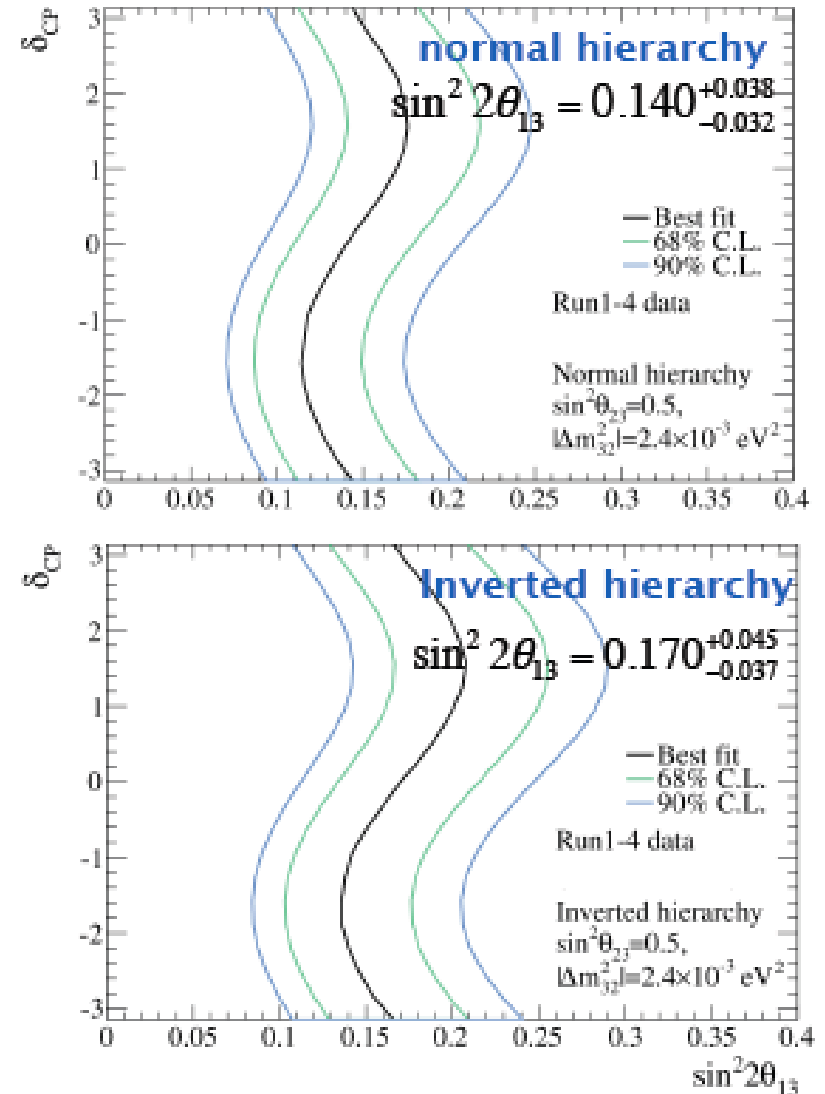 δCP
3
normal hierarchy
2
sin² 2θ₁₃ = 0.140 +0.038 −0.032
1
0
Best fit
68% C.L.
90% C.L.
Run1-4 data
-1
Normal hierarchy
-2
sin²θ₂₃=0.5,
|Δm²₃₂|=2.4×10⁻³ eV²
-3
0 0.05 0.1 0.15 0.2 0.25 0.3 0.35 0.4
δCP
3
Inverted hierarchy
2
sin² 2θ₁₃ = 0.170 +0.045 −0.037
1
0
Best fit
68% C.L.
90% C.L.
Run1-4 data
-1
Inverted hierarchy
-2
sin²θ₂₃=0.5,
|Δm²₃₂|=2.4×10⁻³ eV²
-3
0 0.05 0.1 0.15 0.2 0.25 0.3 0.35 0.4
sin²2θ₁₃